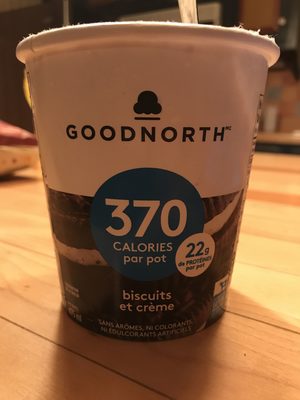 GOODNORTH MC
370
CALORIES
par pot
22g
de PROTÉINES
par pot
biscuits
et crème
SANS ARÔMES, NI COLORANTS,
NI ÉDULCORANTS ARTIFICIELS